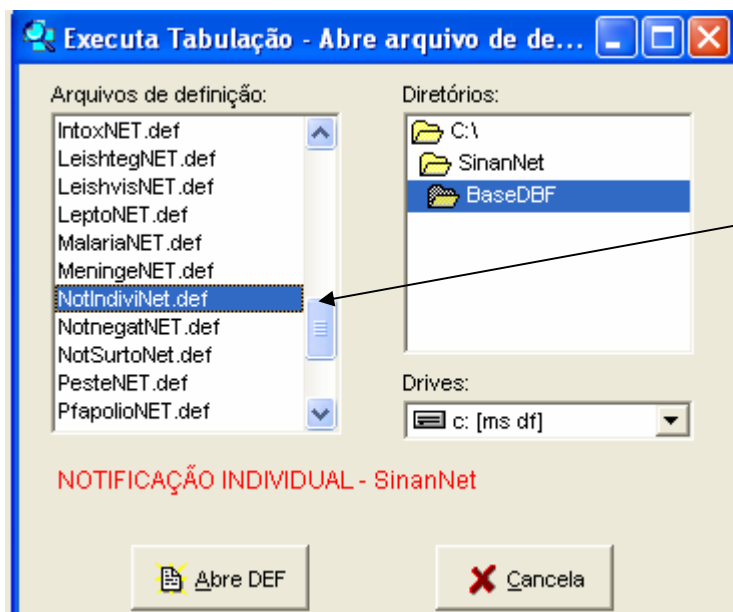 Executa Tabulação - Abre arquivo de de...
Arquivos de definição:
IntoxNET.def
LeishtegNET.def
LeishvisNET.def
LeptoNET.def
MalariaNET.def
MeningeNET.def
NotIndiviNet.def
NotnegatNET.def
NotSurtoNet.def
PesteNET.def
PfapolioNET.def
Diretórios:
C:\
SinanNet
BaseDBF
Drives:
c: [ms df]
NOTIFICAÇÃO INDIVIDUAL - SinanNet
Abre DEF
Cancela